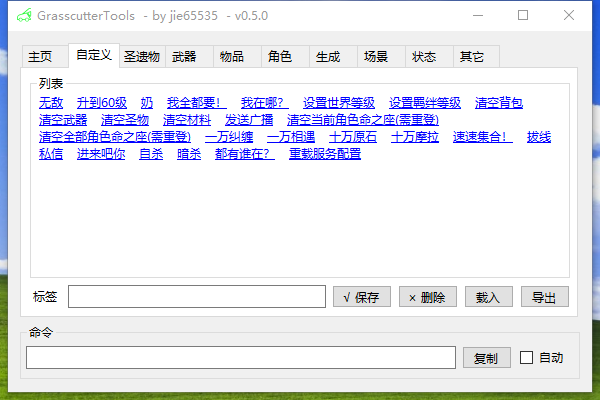 GrasscutterTools - by jie65535 - v0.5.0
主页 自定义 圣遗物 武器 物品 角色 生成 场景 状态 其它
列表
无敌 升到60级 奶 我全都要! 我在哪? 设置世界等级 设置羁绊等级 清空背包
清空武器 清空圣物 清空材料 发送广播 清空当前角色命之座(需重登)
清空全部角色命之座(需重登) 一万纠缠 一万相遇 十万原石 十万摩拉 速速集合! 拔线
私信 进来吧你 自杀 暗杀 都有谁在? 重载服务配置
标签 √ 保存 × 删除 载入 导出
命令
复制 自动